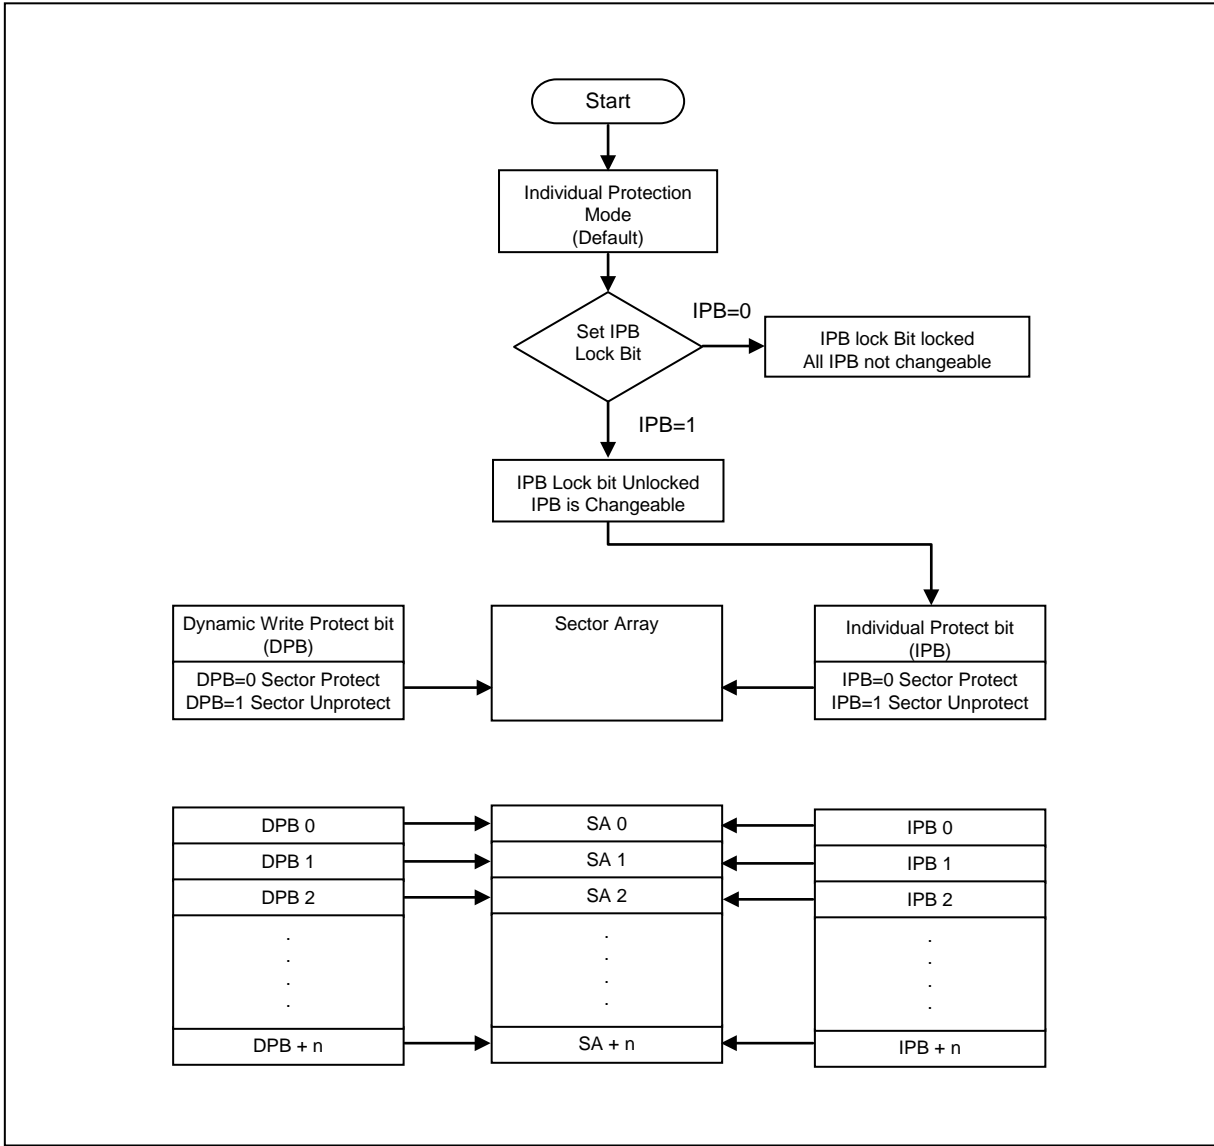 Start
Individual Protection
Mode
(Default)
Set IPB
Lock Bit
IPB=0
IPB lock Bit locked
All IPB not changeable
IPB=1
IPB Lock bit Unlocked
IPB is Changeable
Dynamic Write Protect bit
(DPB)
DPB=0 Sector Protect
DPB=1 Sector Unprotect
Sector Array
Individual Protect bit
(IPB)
IPB=0 Sector Protect
IPB=1 Sector Unprotect
DPB 0
SA 0
IPB 0
DPB 1
SA 1
IPB 1
DPB 2
SA 2
IPB 2
. . .
. . .
. . .
. . .
DPB + n
SA + n
IPB + n